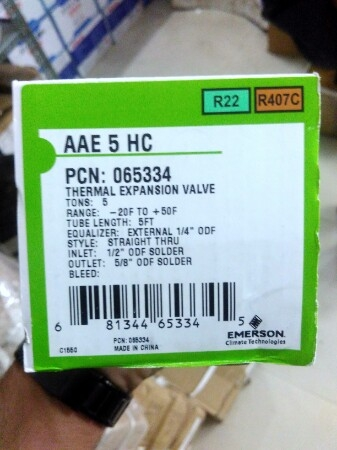 R22 R407C
AAE 5 HC
PCN: 065334
THERMAL EXPANSION VALVE
TONS: 5
RANGE: -20F TO +50F
TUBE LENGTH: 5FT
EQUALIZER: EXTERNAL 1/4" ODF
STYLE: STRAIGHT THRU
INLET: 1/2" ODF SOLDER
OUTLET: 5/8" ODF SOLDER
BLEED:
6 81344 65334 5
EMERSON
Climate Technologies
PCN: 065334
MADE IN CHINA
C1550